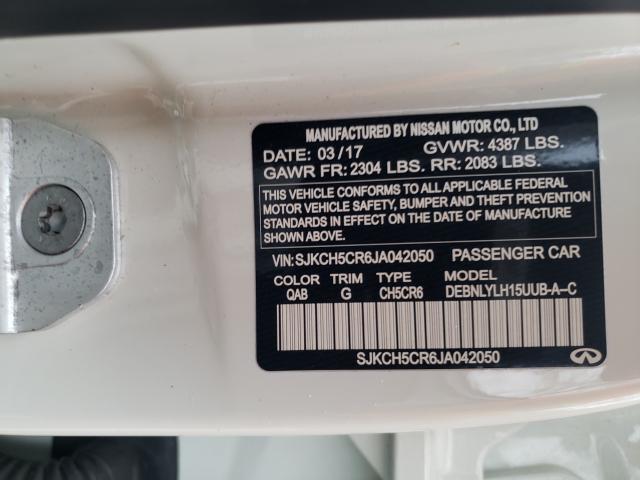 MANUFACTURED BY NISSAN MOTOR CO., LTD
DATE: 03/17 GVWR: 4387 LBS.
GAWR FR: 2304 LBS. RR: 2083 LBS.
THIS VEHICLE CONFORMS TO ALL APPLICABLE FEDERAL
MOTOR VEHICLE SAFETY, BUMPER AND THEFT PREVENTION
STANDARDS IN EFFECT ON THE DATE OF MANUFACTURE
SHOWN ABOVE.
VIN: SJKCH5CR6JA042050 PASSENGER CAR
COLOR TRIM TYPE MODEL
QAB G CH5CR6 DEBNLYLH15UUB-A-C
SJKCH5CR6JA042050